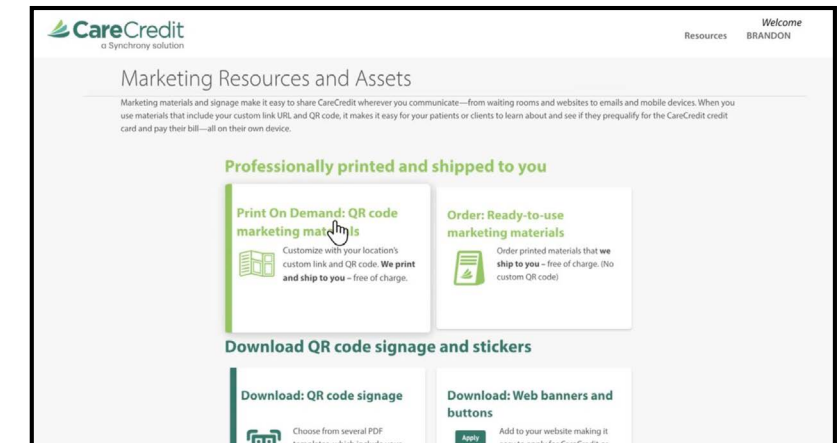 CareCredit
a Synchrony solution
Welcome
Resources BRANDON
Marketing Resources and Assets
Marketing materials and signage make it easy to share CareCredit wherever you communicate—from waiting rooms and websites to emails and mobile devices. When you
use materials that include your custom link URL and QR code, it makes it easy for your patients or clients to learn about and see if they prequalify for the CareCredit credit
card and pay their bill—all on their own device.
Professionally printed and shipped to you
Print On Demand: QR code
marketing materials
Customize with your location's
custom link and QR code. We print
and ship to you – free of charge.
Order: Ready-to-use
marketing materials
Order printed materials that we
ship to you – free of charge. (No
custom QR code)
Download QR code signage and stickers
Download: QR code signage
Choose from several PDF
Download: Web banners and
buttons
Apply
Add to your website making it